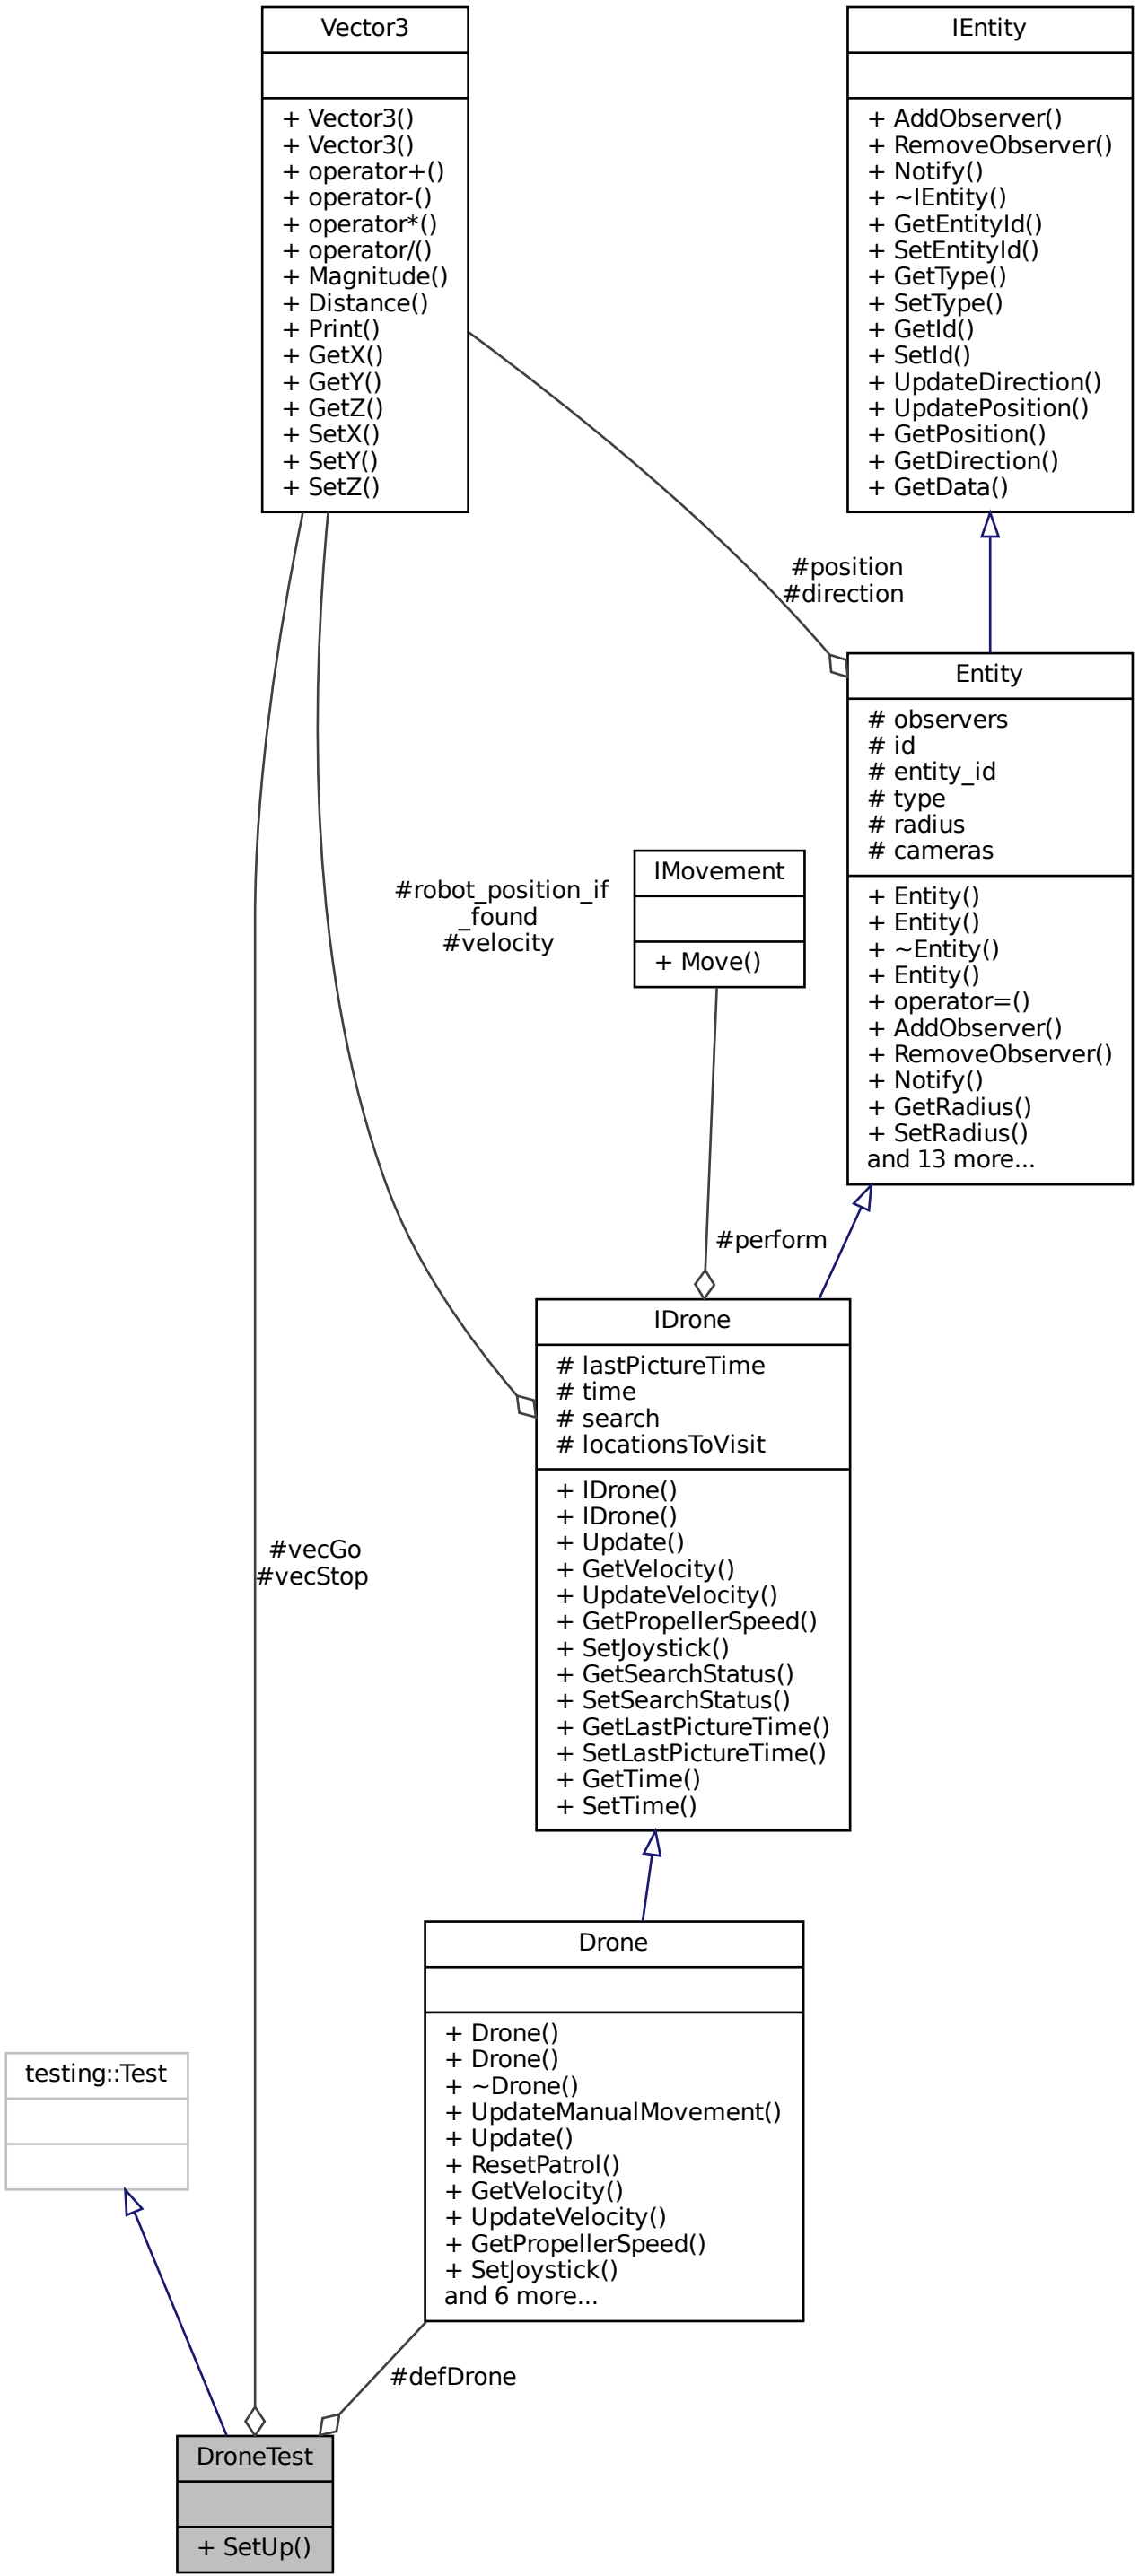 Vector3
+ Vector3()
+ Vector3()
+ operator+()
+ operator-()
+ operator*()
+ operator/()
+ Magnitude()
+ Distance()
+ Print()
+ GetX()
+ GetY()
+ GetZ()
+ SetX()
+ SetY()
+ SetZ()
IEntity
+ AddObserver()
+ RemoveObserver()
+ Notify()
+ ~IEntity()
+ GetEntityId()
+ SetEntityId()
+ GetType()
+ SetType()
+ GetId()
+ SetId()
+ UpdateDirection()
+ UpdatePosition()
+ GetPosition()
+ GetDirection()
+ GetData()
#position
#direction
Entity
# observers
# id
# entity_id
# type
# radius
# cameras
+ Entity()
+ Entity()
+ ~Entity()
+ Entity()
+ operator=()
+ AddObserver()
+ RemoveObserver()
+ Notify()
+ GetRadius()
+ SetRadius()
and 13 more...
IMovement
+ Move()
#robot_position_if
_found
#velocity
#perform
IDrone
# lastPictureTime
# time
# search
# locationsToVisit
+ IDrone()
+ IDrone()
+ Update()
+ GetVelocity()
+ UpdateVelocity()
+ GetPropellerSpeed()
+ SetJoystick()
+ GetSearchStatus()
+ SetSearchStatus()
+ GetLastPictureTime()
+ SetLastPictureTime()
+ GetTime()
+ SetTime()
#vecGo
#vecStop
Drone
+ Drone()
+ Drone()
+ ~Drone()
+ UpdateManualMovement()
+ Update()
+ ResetPatrol()
+ GetVelocity()
+ UpdateVelocity()
+ GetPropellerSpeed()
+ SetJoystick()
and 6 more...
testing::Test
#defDrone
DroneTest
+ SetUp()